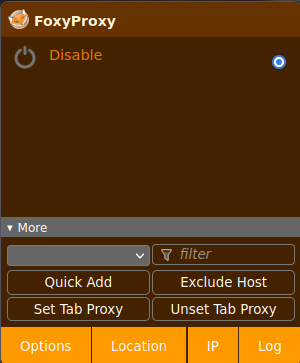 FoxyProxy
Disable
▾ More
filter
Quick Add Exclude Host
Set Tab Proxy Unset Tab Proxy
Options Location IP Log